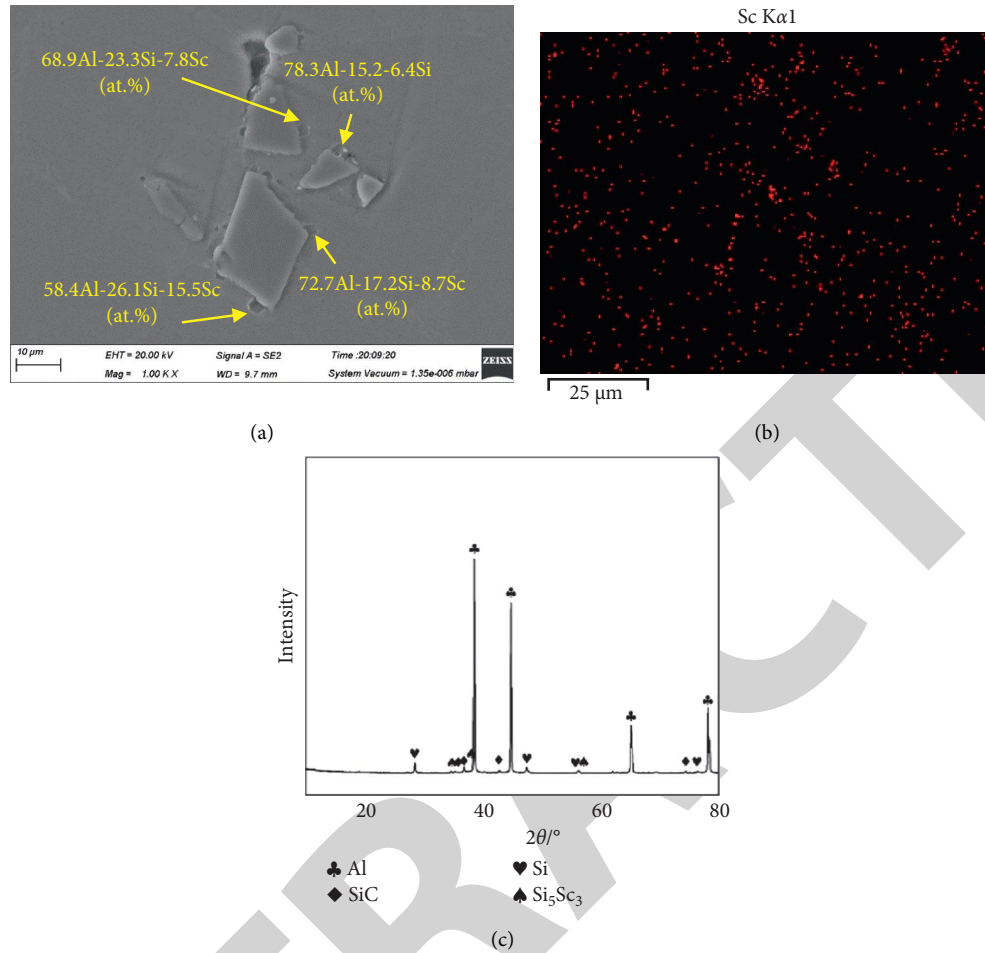 68.9Al-23.3Si-7.8Sc
(at.%)
78.3Al-15.2-6.4Si
(at.%)
58.4Al-26.1Si-15.5Sc
(at.%)
72.7Al-17.2Si-8.7Sc
(at.%)
10 µm
EHT = 20.00 kV
Signal A = SE2
Time :20:09:20
ZEISS
Mag = 1.00 K X
WD = 9.7 mm
System Vacuum = 1.35e-006 mbar
(a)
Sc Kα1
25 µm
(b)
Intensity
20
40
60
80
2θ/°
♣ Al
♥ Si
♦ SiC
♠ Si₅Sc₃
(c)